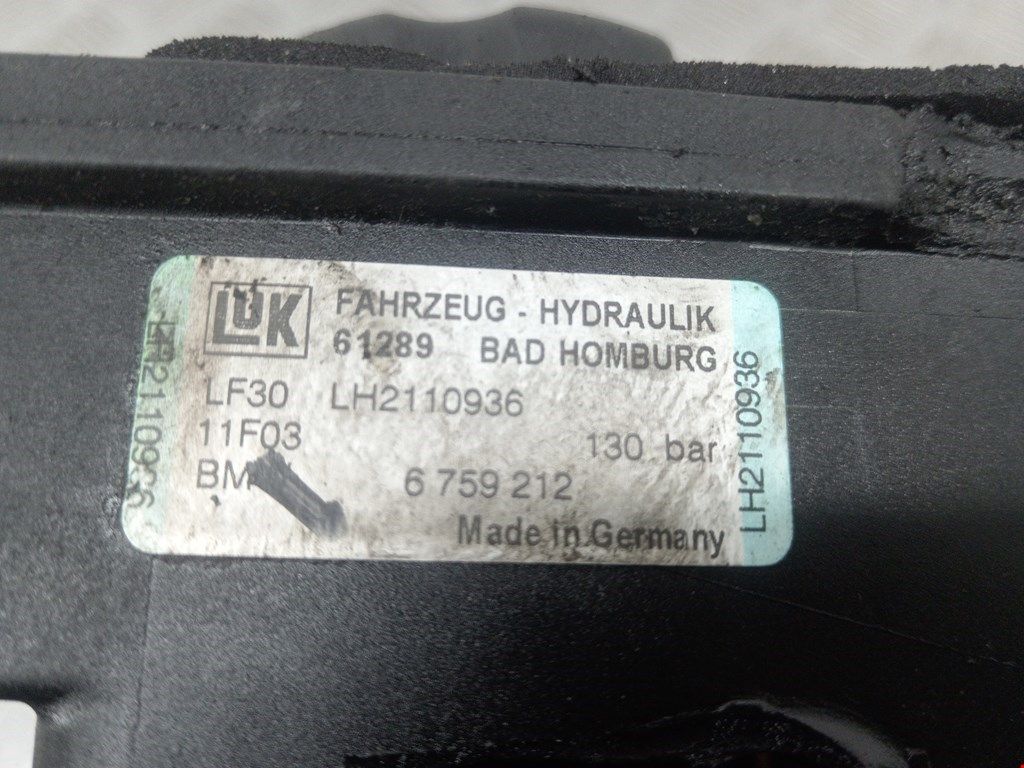 LUK
FAHRZEUG - HYDRAULIK
61289 BAD HOMBURG
LF30 LH2110936
11F03 130 bar
BM 6 759 212
Made in Germany
LH2110936
LH2110936